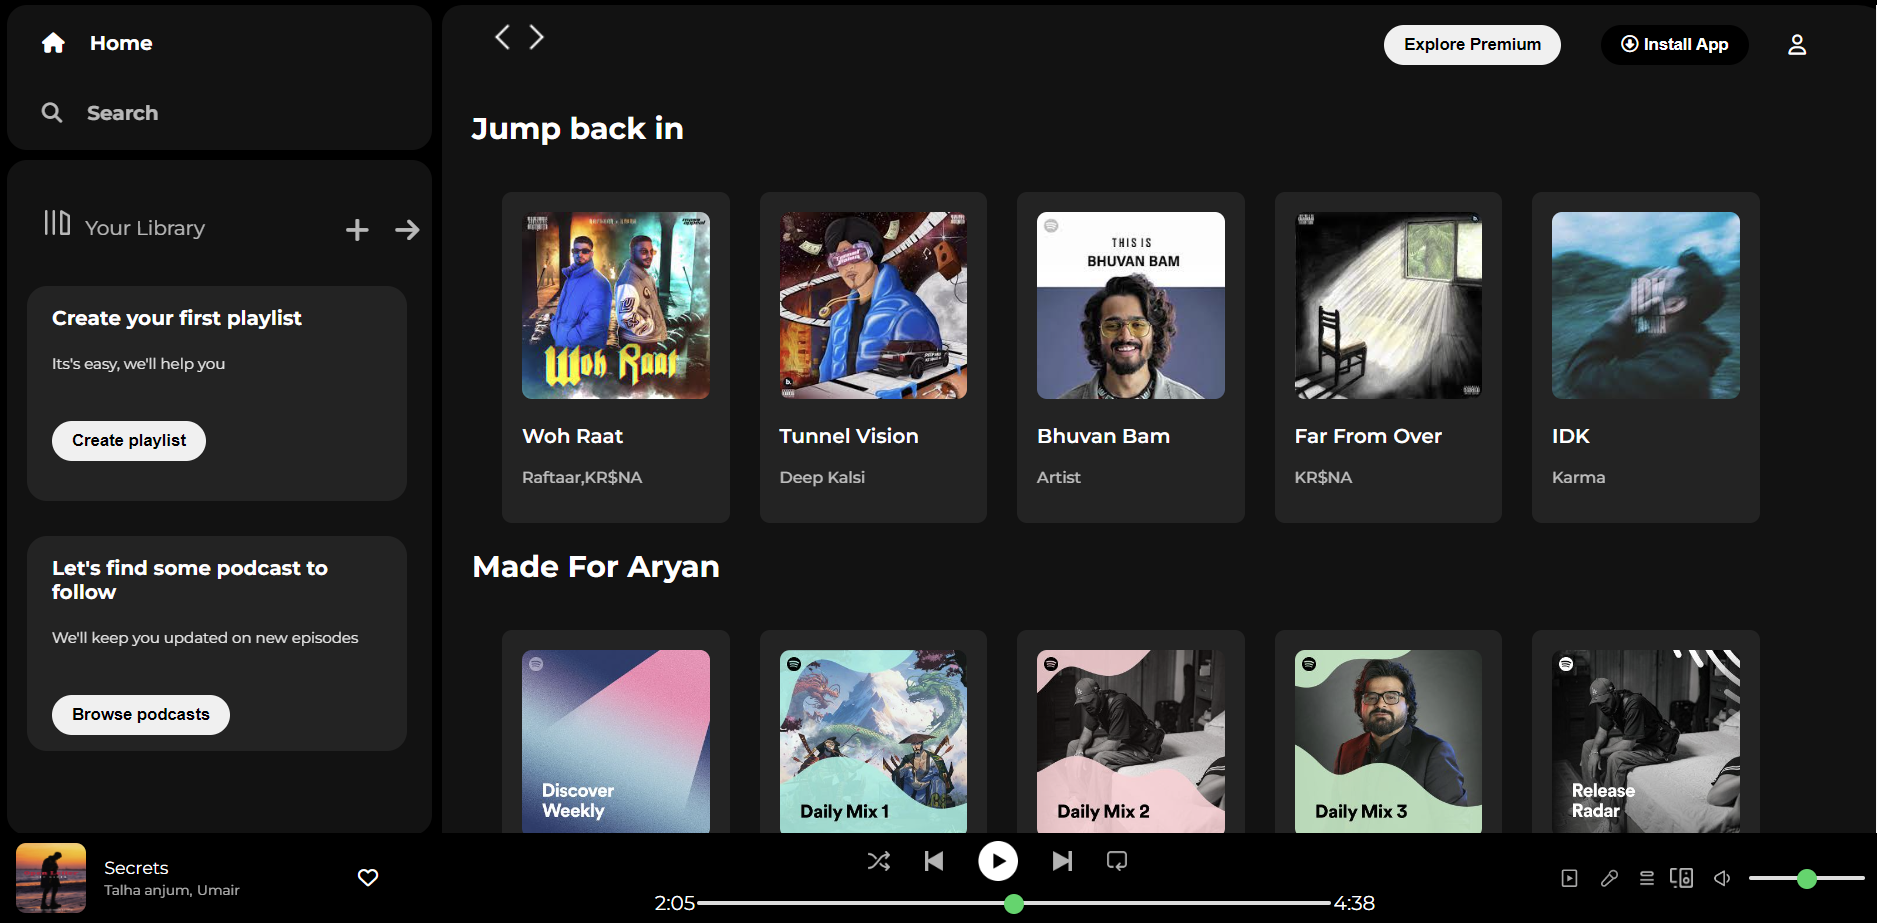 Home
Search
Your Library
Create your first playlist
Its's easy, we'll help you
Create playlist
Let's find some podcast to
follow
We'll keep you updated on new episodes
Browse podcasts
Explore Premium
Install App
Jump back in
Woh Raat
Woh Raat
Raftaar,KR$NA
Tunnel Vision
Deep Kalsi
THIS IS
BHUVAN BAM
Bhuvan Bam
Artist
Far From Over
KR$NA
IDK
IDK
Karma
Made For Aryan
Discover
Weekly
Daily Mix 1
Daily Mix 2
Daily Mix 3
Release
Radar
Secrets
Talha anjum, Umair
2:05
4:38